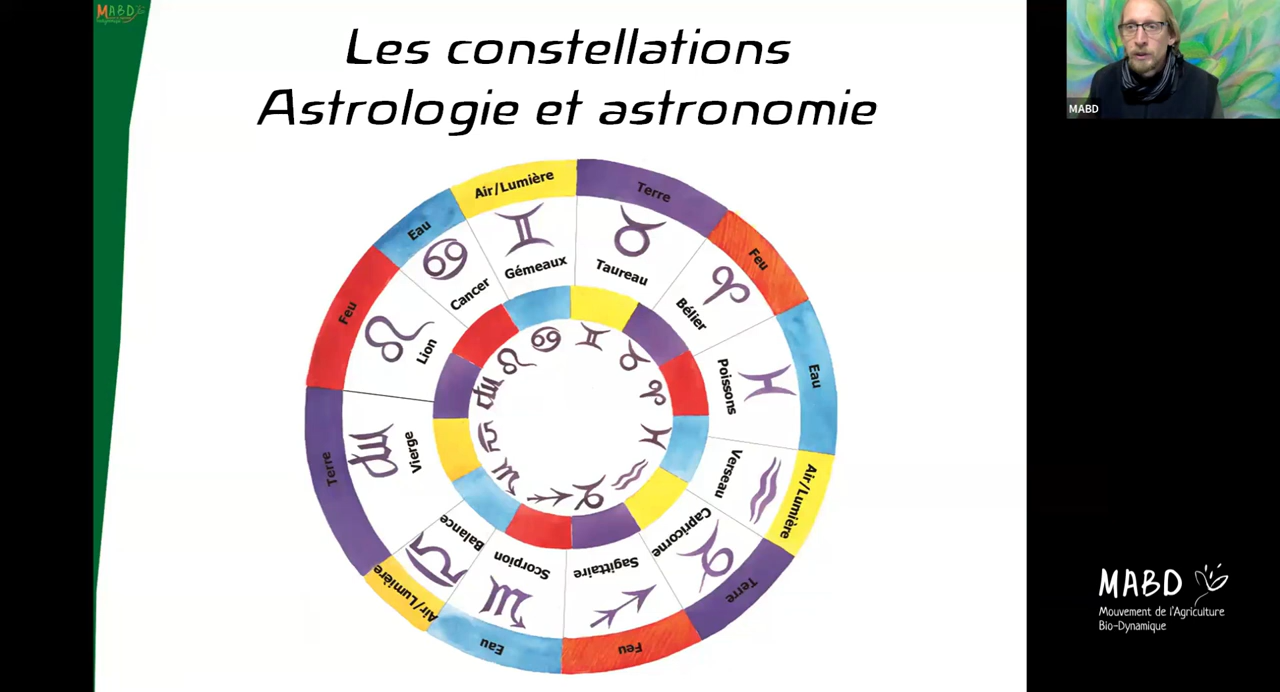 MABD
Les constellations
Astrologie et astronomie
Air/Lumière
Terre
Feu
Eau
Air/Lumière
Terre
Feu
Eau
Air/Lumière
Terre
Feu
Eau
Gémeaux
Taureau
Bélier
Poissons
Verseau
Capricorne
Sagittaire
Scorpion
Balance
Vierge
Lion
Cancer
MABD
MABD
Mouvement de l'Agriculture
Bio-Dynamique